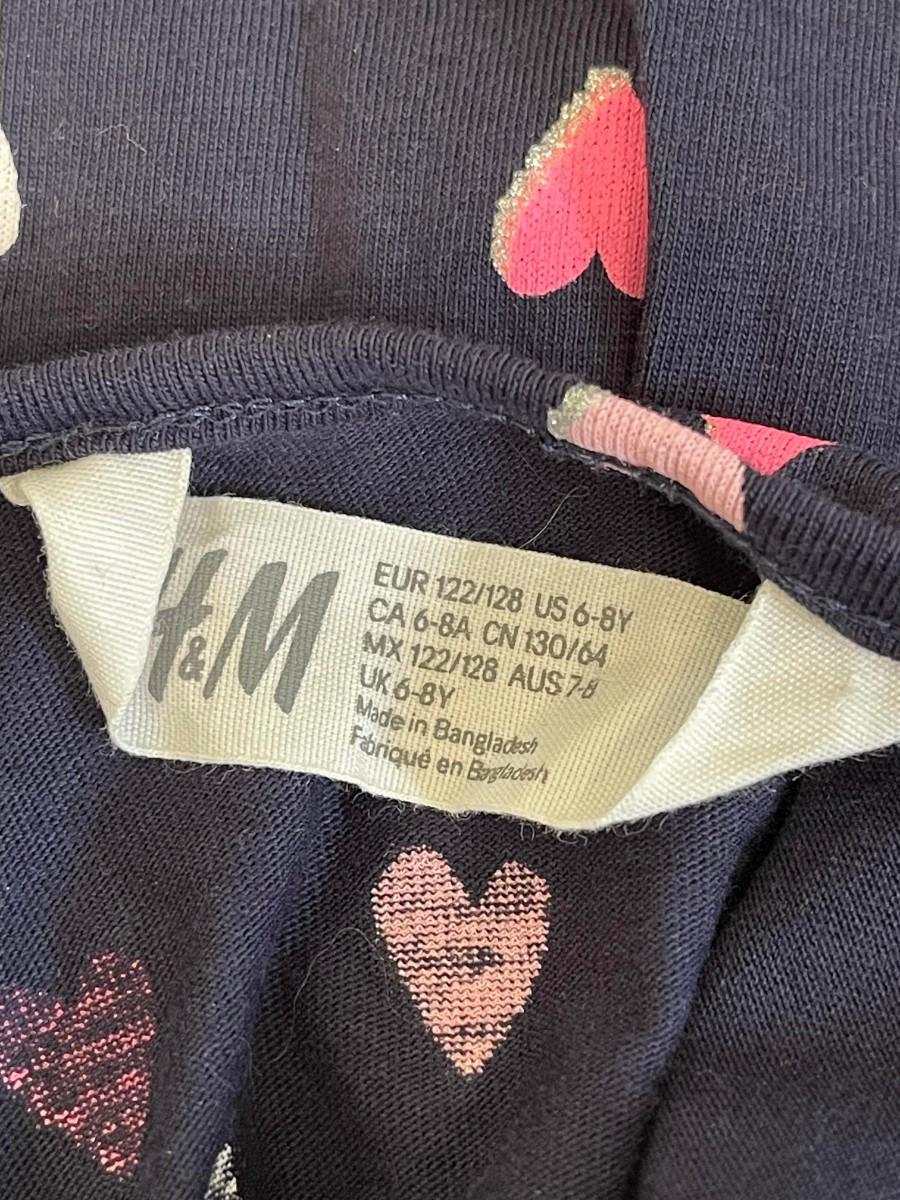 H&M
EUR 122/128 US 6-8Y
CA 6-8A CN 130/64
MX 122/128 AUS 7-8
UK 6-8Y
Made in Bangladesh
Fabriqué en Bangladesh